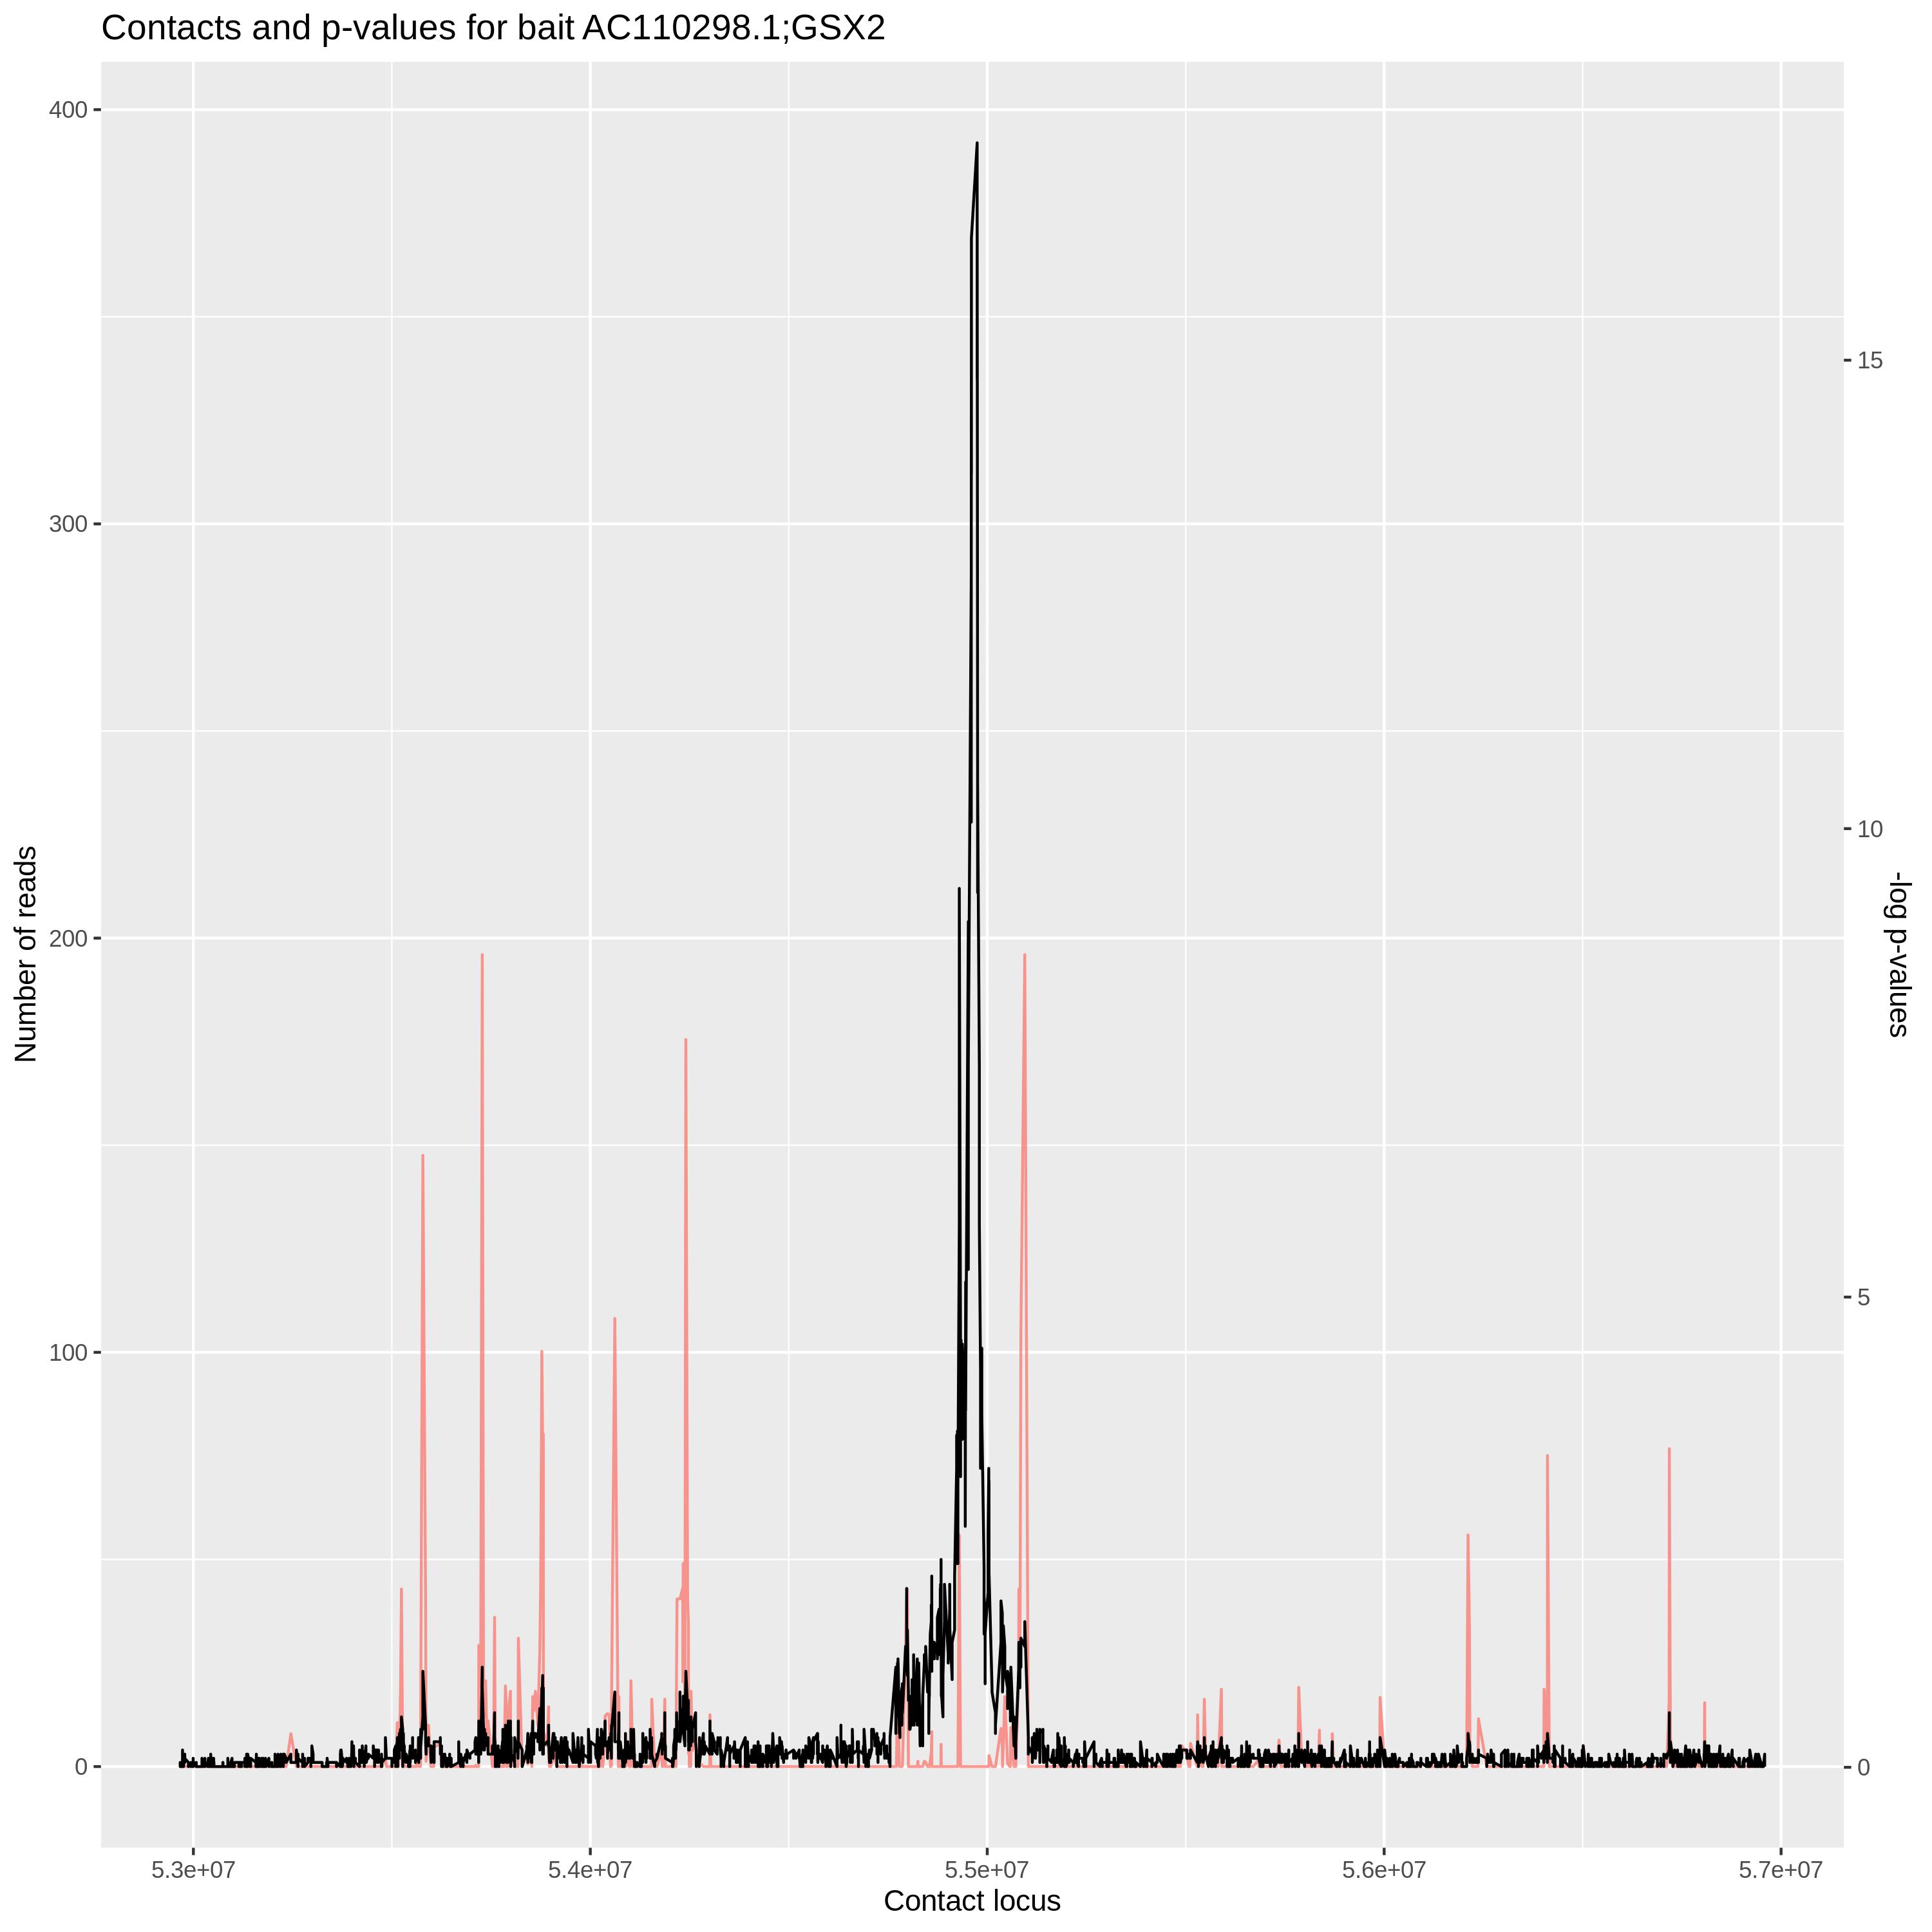 Contacts and p-values for bait AC110298.1;GSX2
400
300
200
100
0
Number of reads
15
10
5
0
-log p-values
5.3e+07 5.4e+07 5.5e+07 5.6e+07 5.7e+07
Contact locus